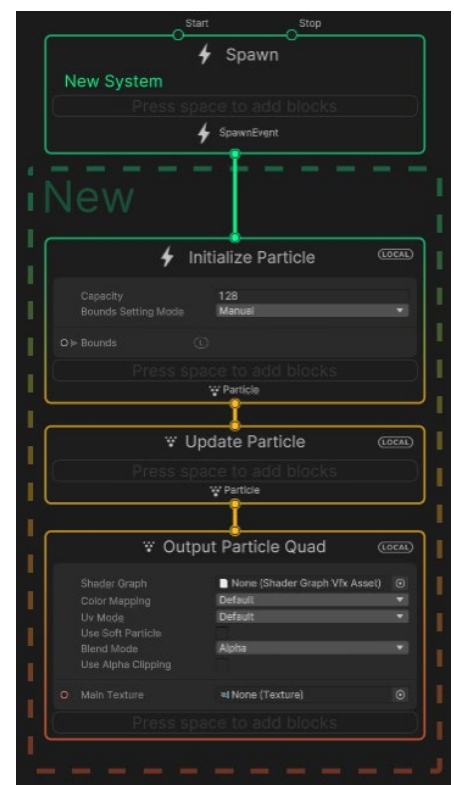 Start Stop
Spawn
New System
Press space to add blocks
SpawnEvent
New
Initialize Particle LOCAL
Capacity 128
Bounds Setting Mode Manual
Bounds L
Press space to add blocks
Particle
Update Particle LOCAL
Press space to add blocks
Particle
Output Particle Quad LOCAL
Shader Graph None (Shader Graph Vfx Asset)
Color Mapping Default
Uv Mode Default
Use Soft Particle
Blend Mode Alpha
Use Alpha Clipping
Main Texture None (Texture)
Press space to add blocks